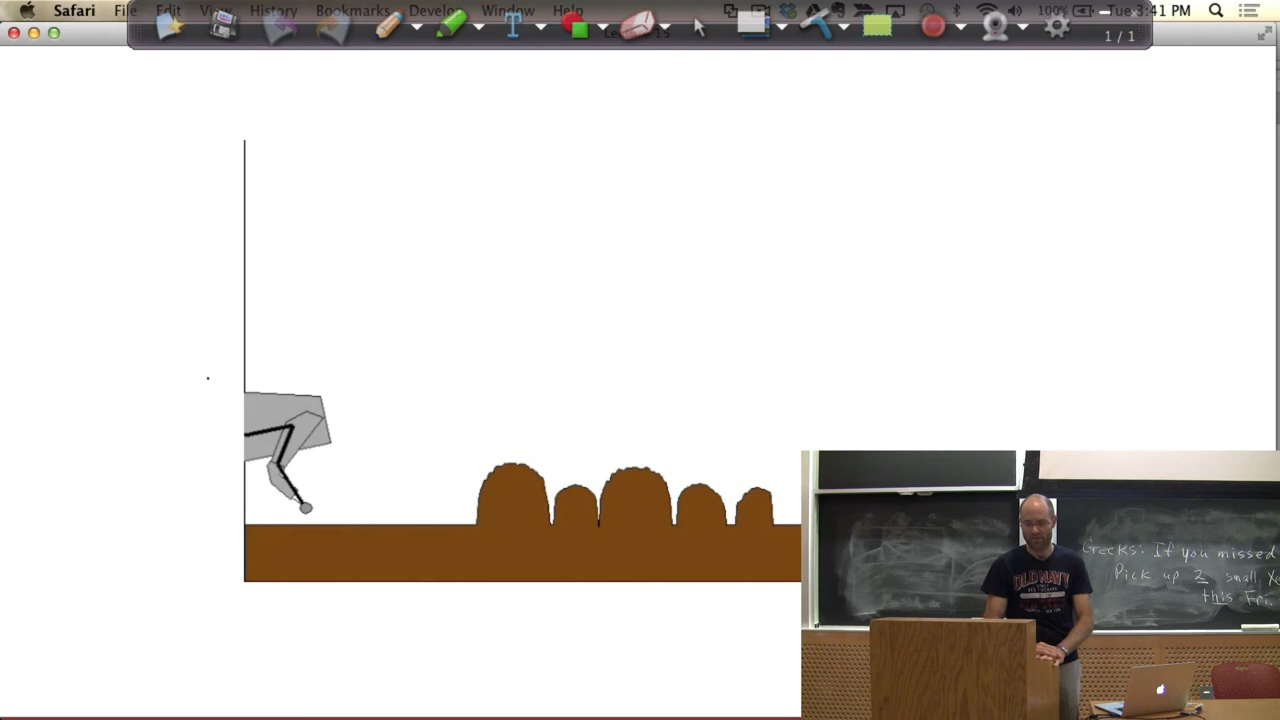 Safari File Edit View History Bookmarks Develop Window Help 100% Tue 3:41 PM
1 / 1
Greeks: If you missed
Pick up 2 small
this Fri.
OLD NAVY